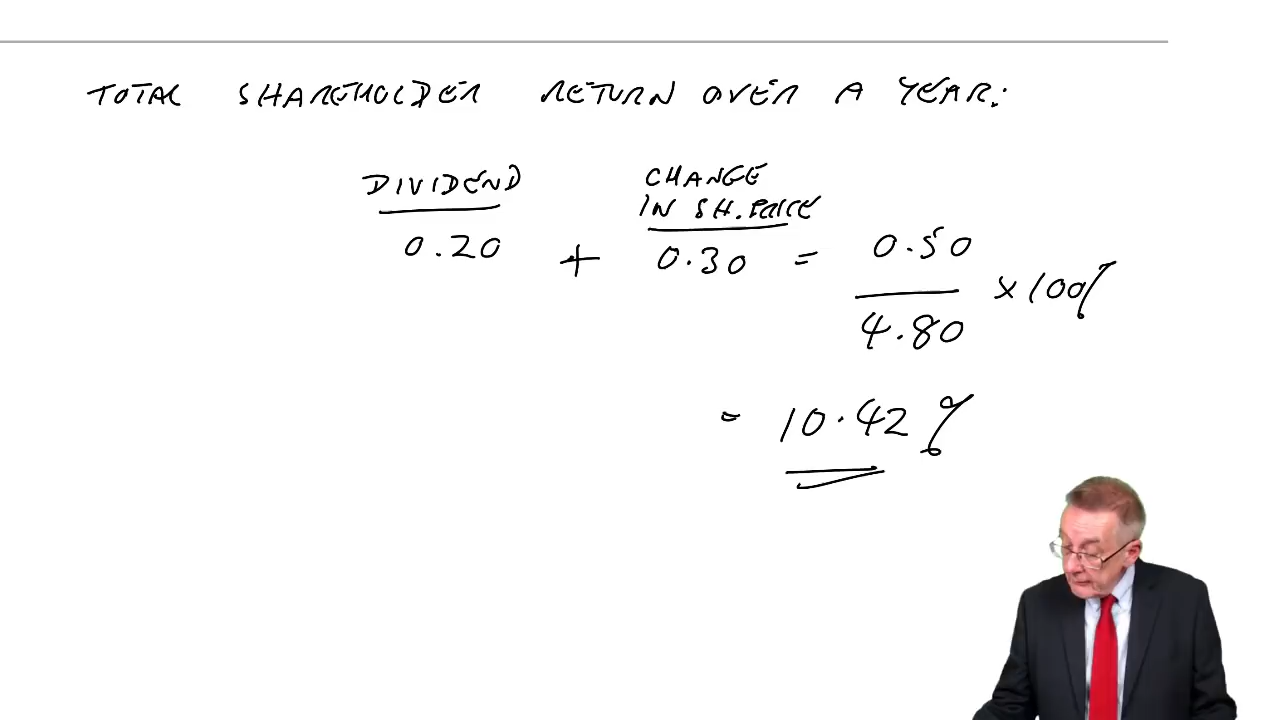 TOTAL SHAREHOLDER RETURN OVER A YEAR:
DIVIDEND CHANGE
IN SH. PRICE
0.20 + 0.30 = 0.50
4.80 × 100%
= 10.42%